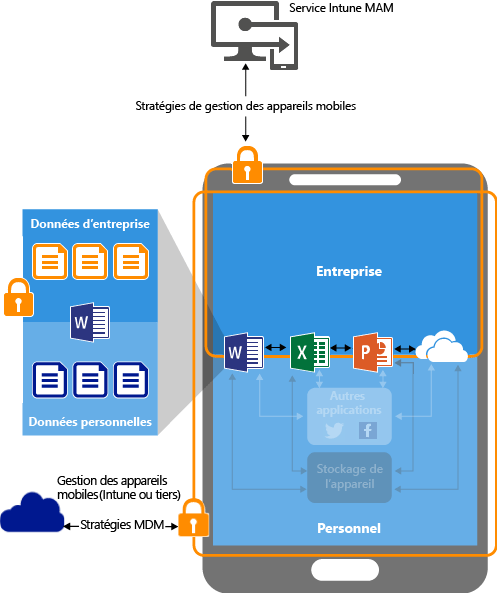 Service Intune MAM
Stratégies de gestion des appareils mobiles
Données d'entreprise
W
Données personnelles
Entreprise
W
X
P
Autres
applications
Stockage de
l'appareil
Personnel
Gestion des appareils
mobiles(Intune ou tiers)
Stratégies MDM